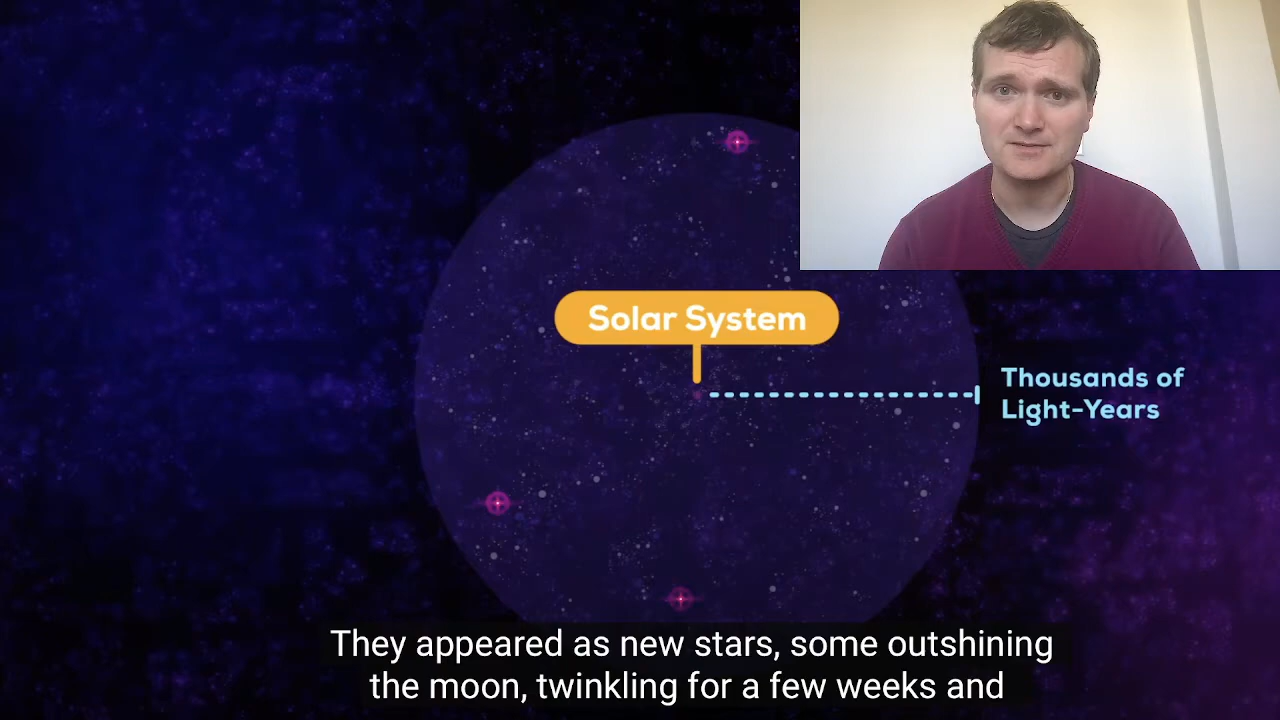 Solar System
Thousands of
Light-Years
They appeared as new stars, some outshining
the moon, twinkling for a few weeks and